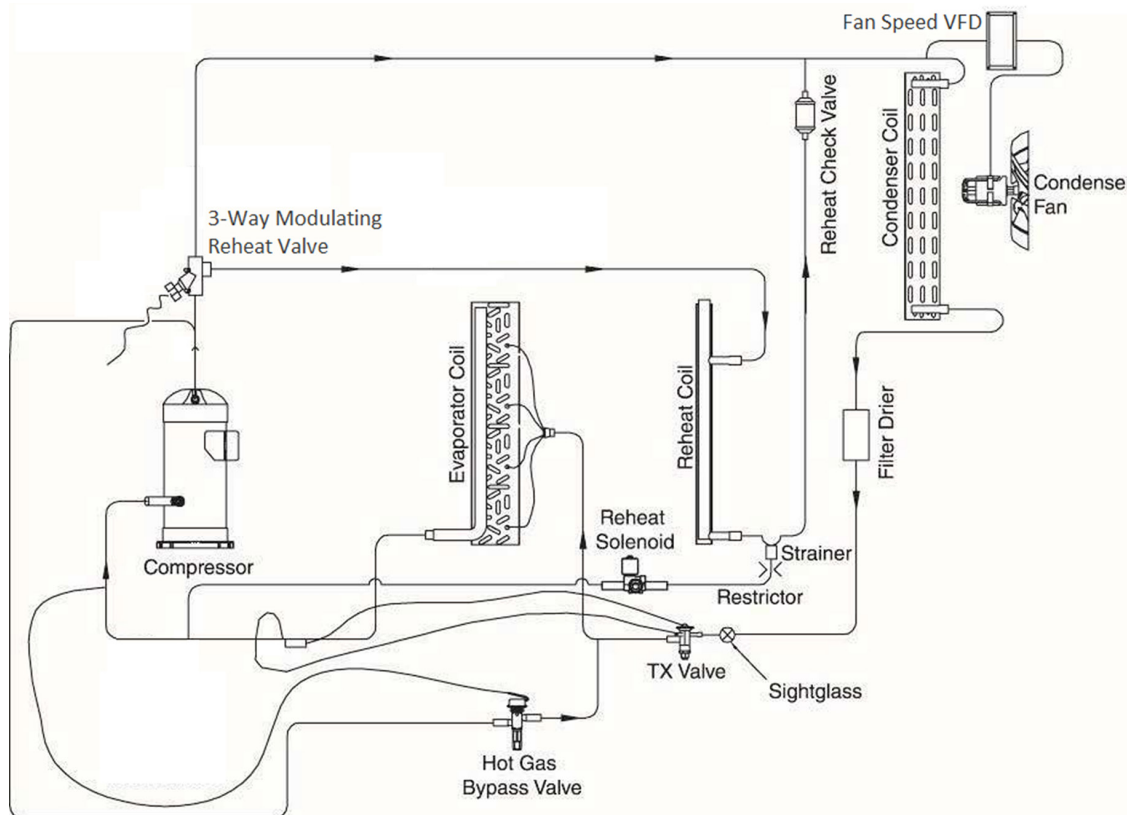 Fan Speed VFD
Reheat Check Valve
Condenser Coil
Condense
Fan
3-Way Modulating
Reheat Valve
Evaporator Coil
Reheat Coil
Filter Drier
Reheat
Solenoid
Strainer
Compressor
Restrictor
TX Valve
Sightglass
Hot Gas
Bypass Valve